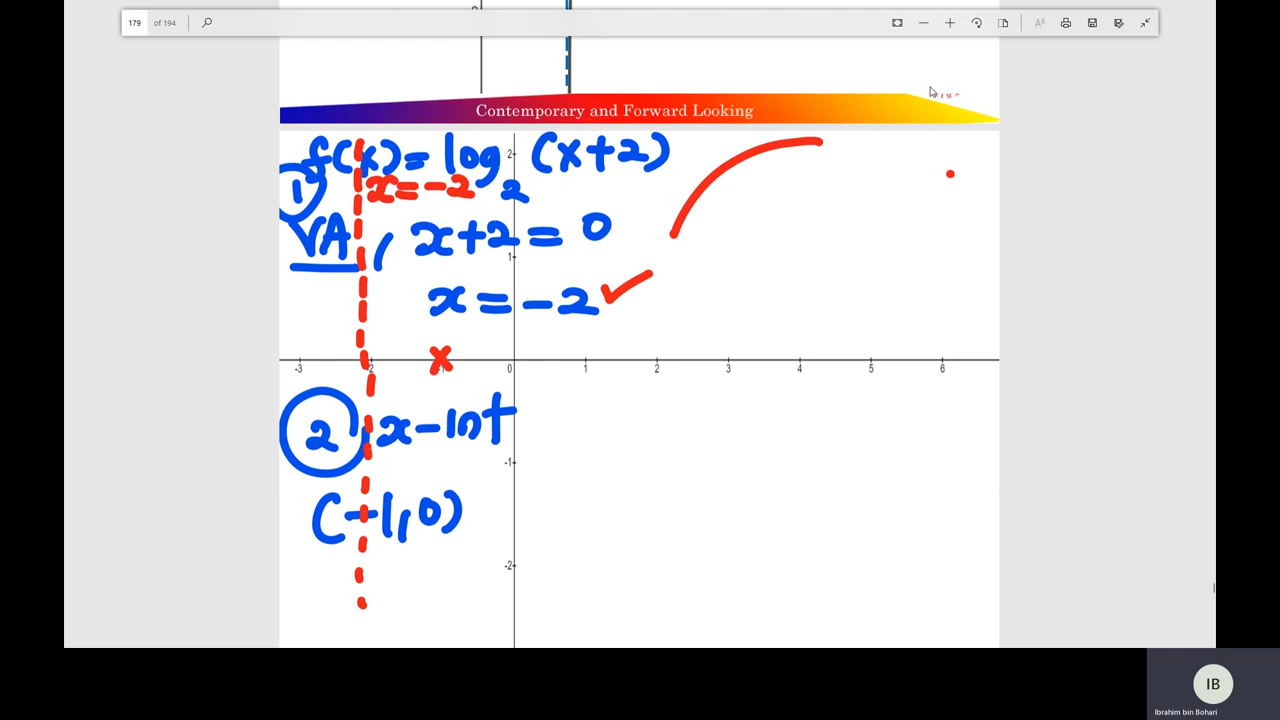 179 of 194
Contemporary and Forward Looking
f(x) = log₂ (x+2)
1
x = -2
VA, x+2 = 0
x = -2
2
1
-3 -2 -1 0 1 2 3 4 5 6
2 x-int
-1
(-1,0)
-2
IB
Ibrahim bin Bohari